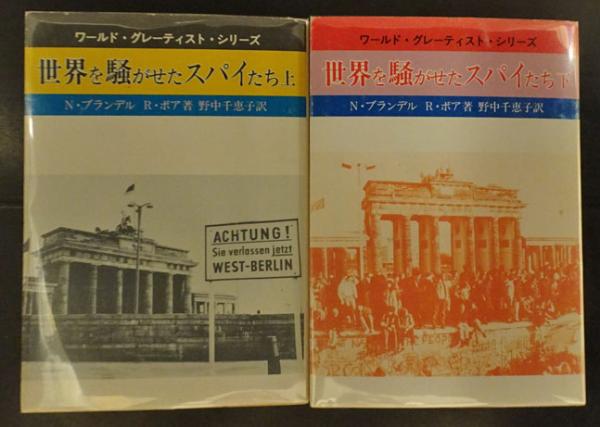 ワールド・グレーティスト・シリーズ
世界を騒がせたスパイたち 上
N・ブランデル R・ボア著 野中千恵子訳
ACHTUNG!
Sie verlassen jetzt
WEST-BERLIN
ワールド・グレーティスト・シリーズ
世界を騒がせたスパイたち 下
N・ブランデル R・ボア著 野中千恵子訳